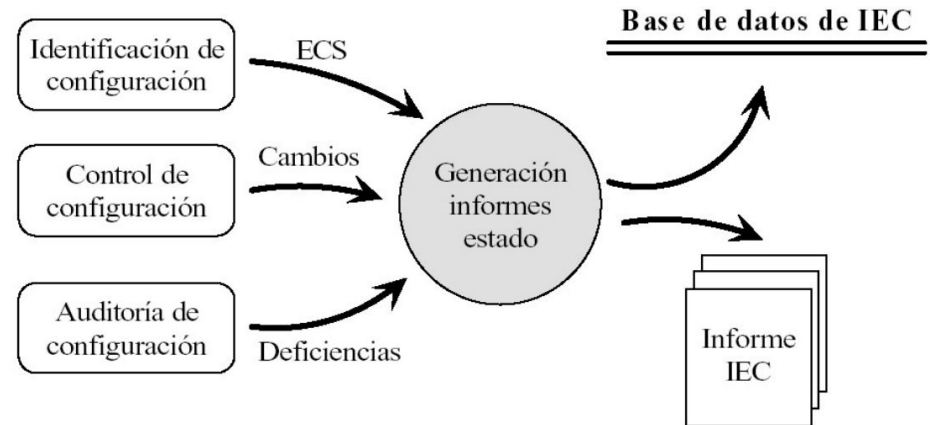 Identificación de
configuración
ECS
Base de datos de IEC
Control de
configuración
Cambios
Generación
informes
estado
Auditoría de
configuración
Deficiencias
Informe
IEC